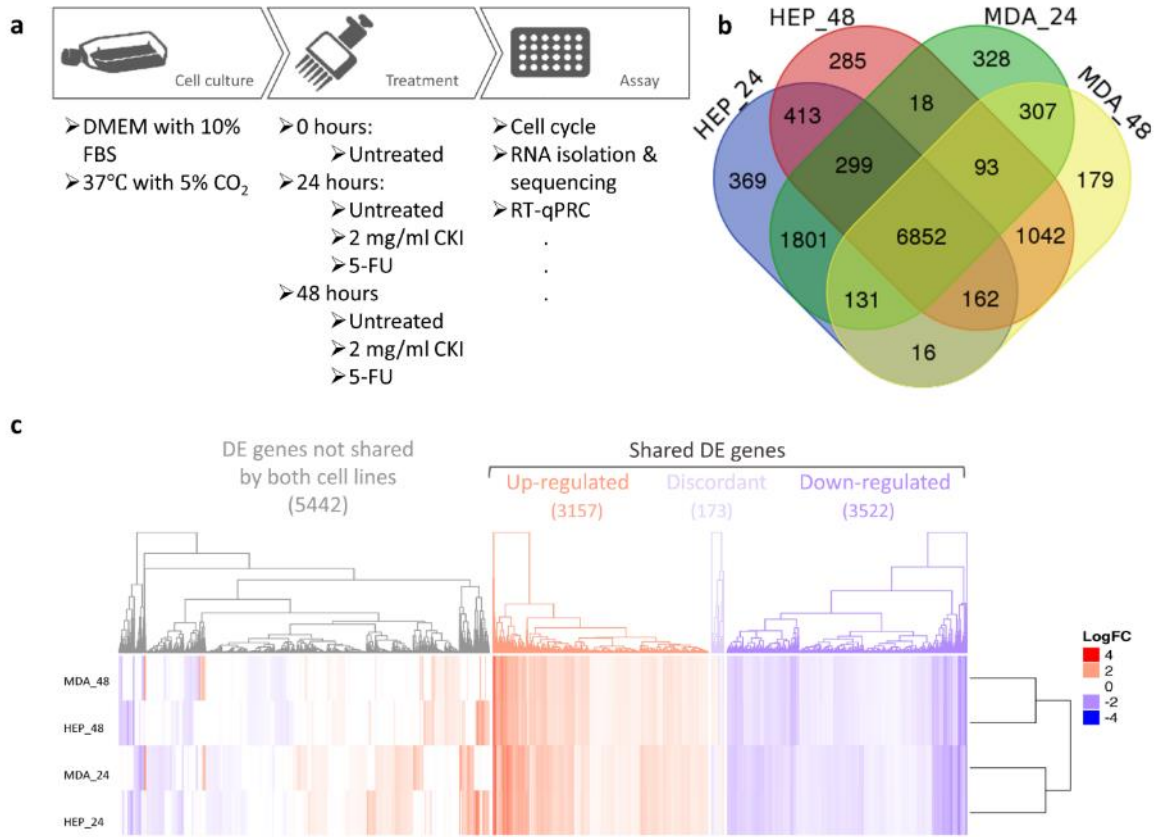 a
Cell culture
Treatment
Assay
➢DMEM with 10%
FBS
➢37℃ with 5% CO₂
➢0 hours:
➢Untreated
➢24 hours:
➢Untreated
➢2 mg/ml CKI
➢5-FU
➢48 hours
➢Untreated
➢2 mg/ml CKI
➢5-FU
➢Cell cycle
➢RNA isolation &
sequencing
➢RT-qPRC
.
.
.
b
HEP_48
MDA_24
HEP_24
MDA_48
285
328
413
18
307
369
299
93
179
1801
6852
1042
131
162
16
c
DE genes not shared
by both cell lines
(5442)
Shared DE genes
Up-regulated
(3157)
Discordant
(173)
Down-regulated
(3522)
MDA_48
HEP_48
MDA_24
HEP_24
LogFC
4
2
0
-2
-4